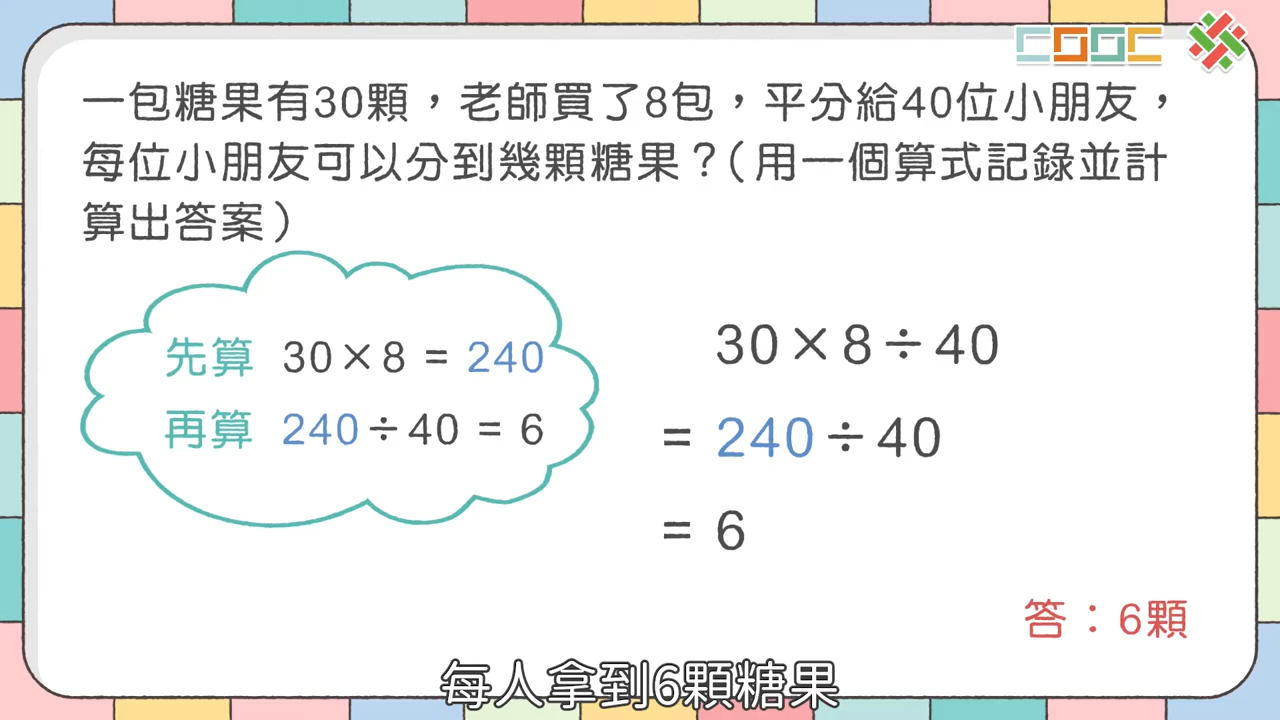 COOC
一包糖果有30顆，老師買了8包，平分給40位小朋友，
每位小朋友可以分到幾顆糖果？(用一個算式記錄並計
算出答案)
先算 30×8 = 240
再算 240÷40 = 6
30×8÷40
= 240÷40
= 6
答：6顆
每人拿到6顆糖果